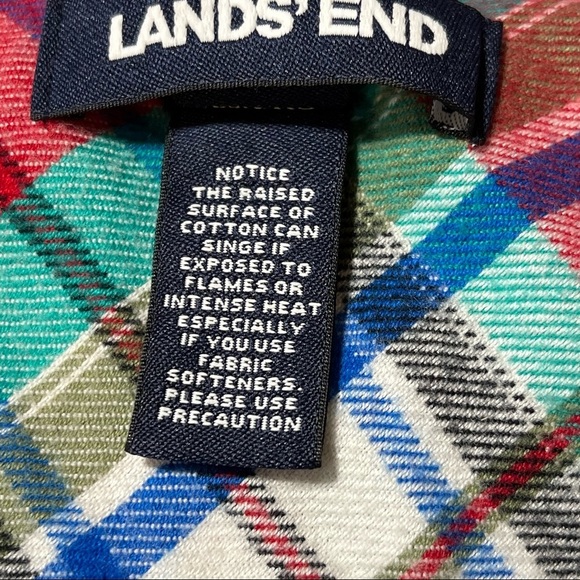 LANDS' END
NOTICE
THE RAISED
SURFACE OF
COTTON CAN
SINGE IF
EXPOSED TO
FLAMES OR
INTENSE HEAT
ESPECIALLY
IF YOU USE
FABRIC
SOFTENERS.
PLEASE USE
PRECAUTION